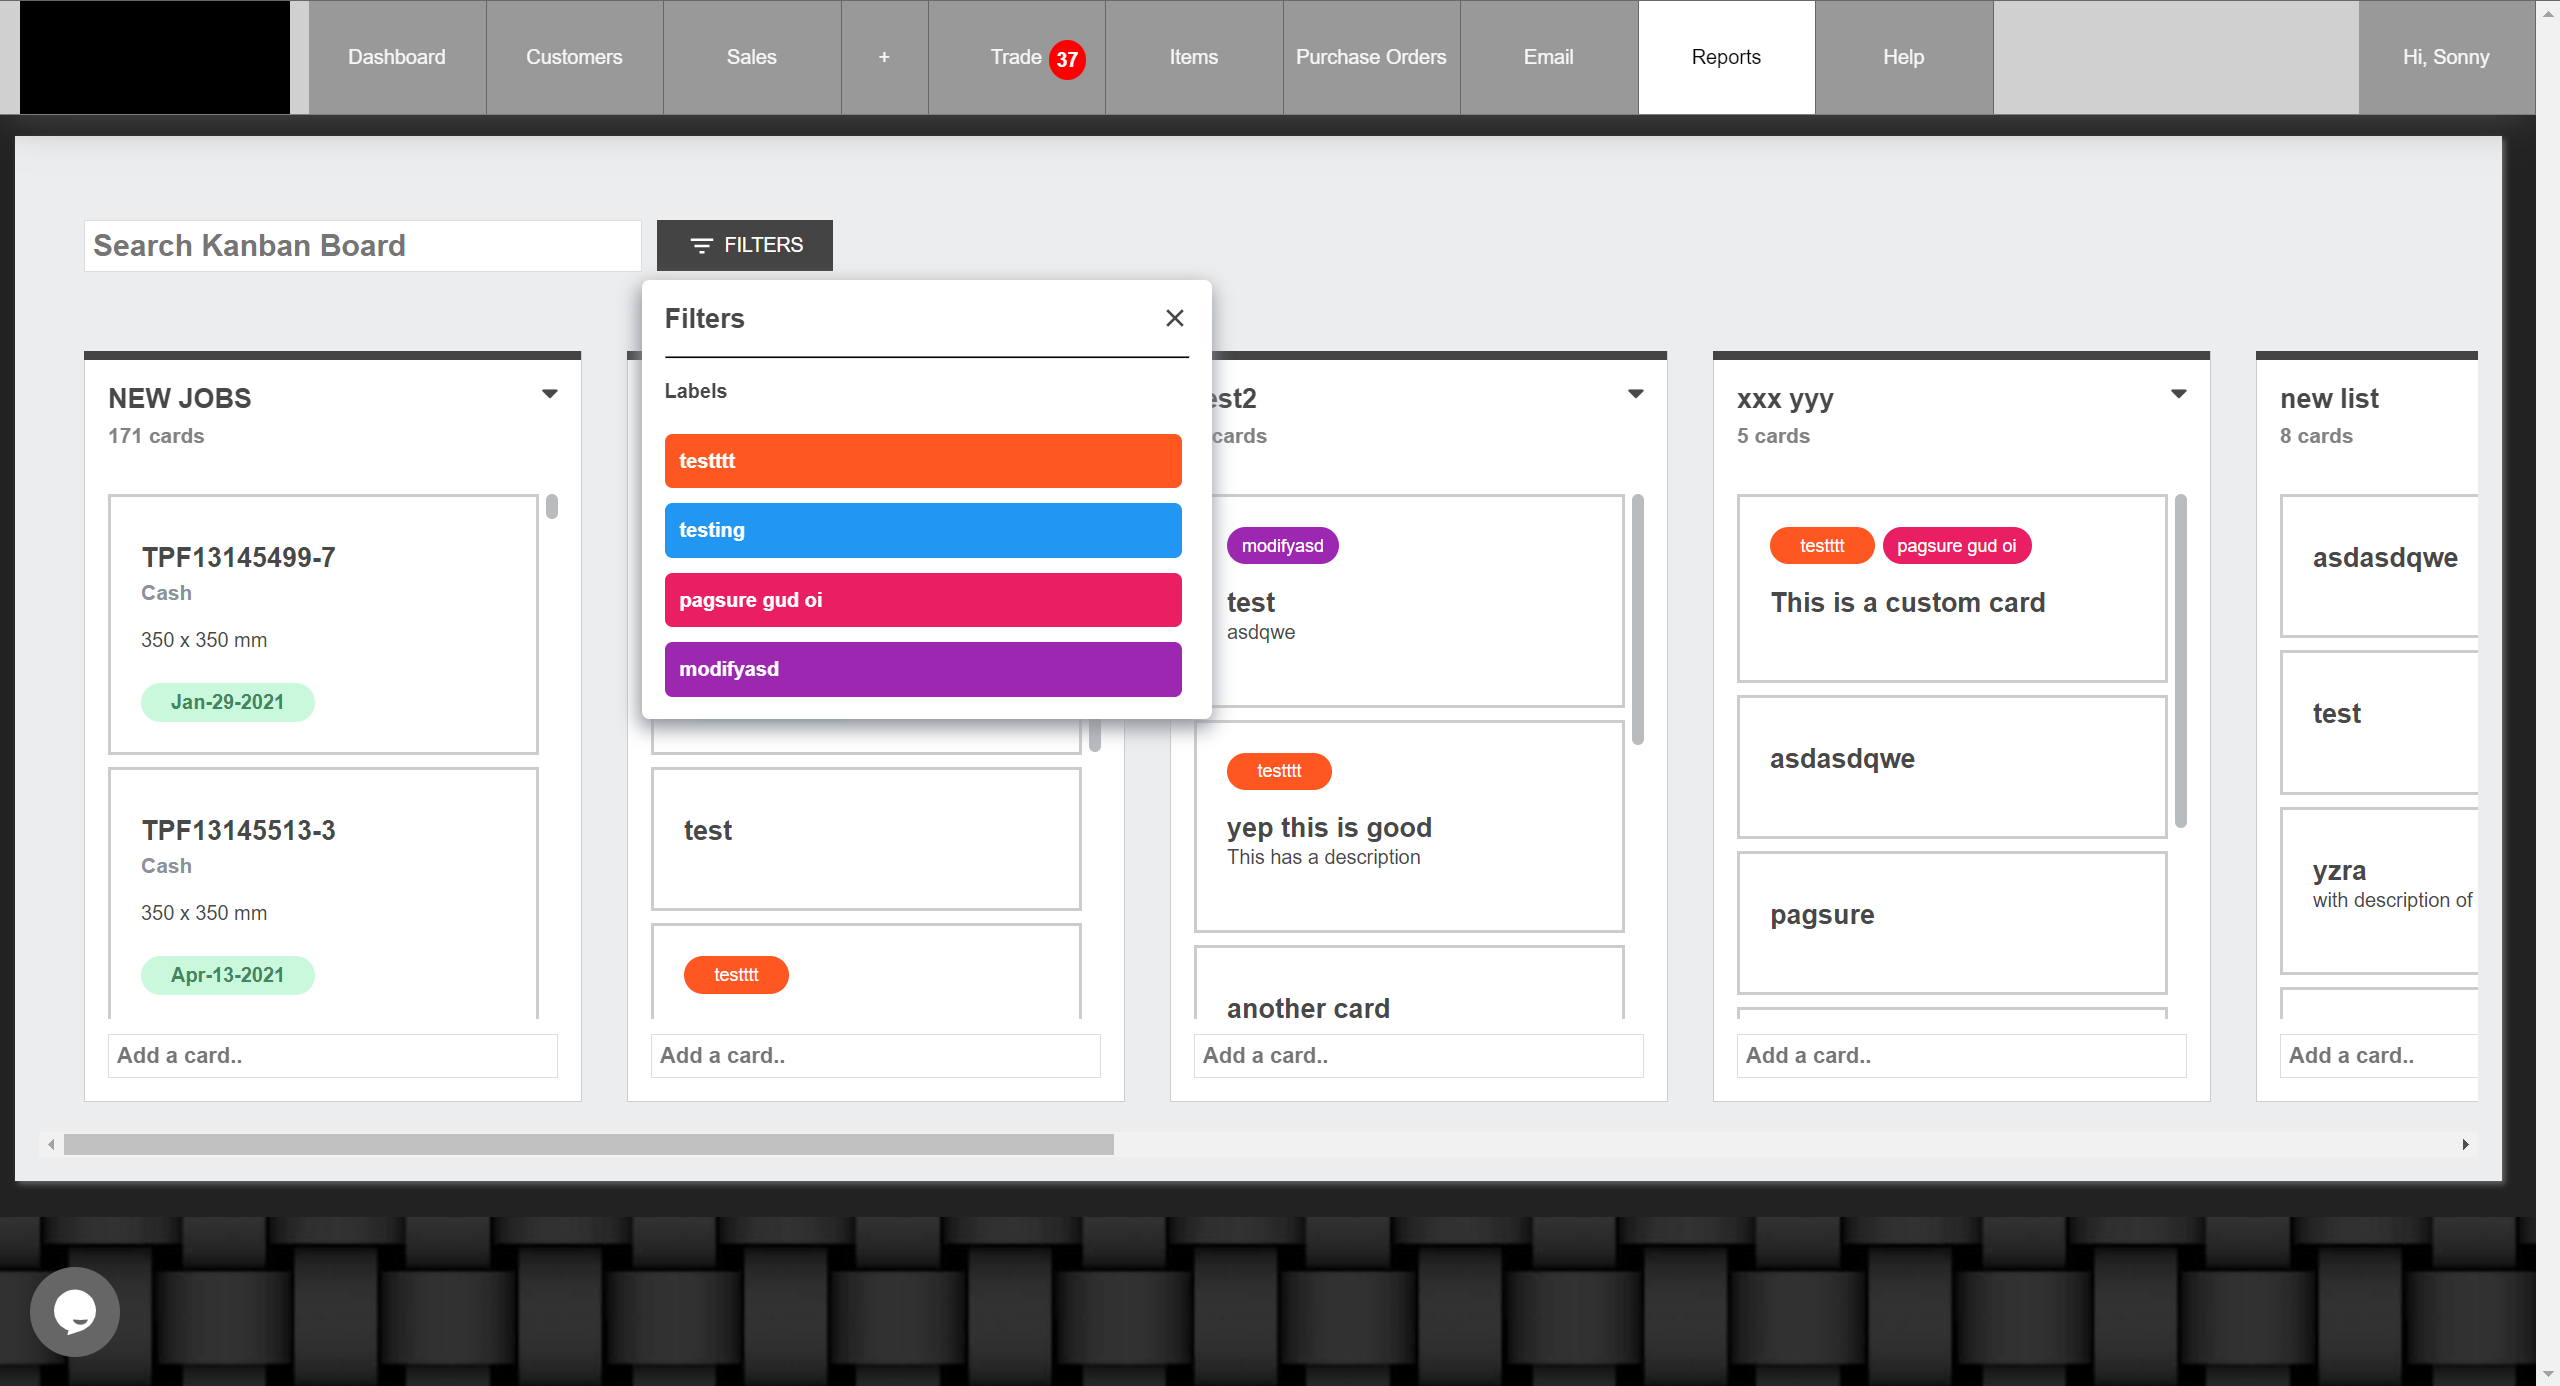 Dashboard
Customers
Sales
+
Trade 37
Items
Purchase Orders
Email
Reports
Help
Hi, Sonny
Search Kanban Board
FILTERS
Filters
Labels
testttt
testing
pagsure gud oi
modifyasd
NEW JOBS
171 cards
TPF13145499-7
Cash
350 x 350 mm
Jan-29-2021
TPF13145513-3
Cash
350 x 350 mm
Apr-13-2021
Add a card..
test
testttt
Add a card..
est2
cards
modifyasd
test
asdqwe
testttt
yep this is good
This has a description
another card
Add a card..
xxx yyy
5 cards
testttt pagsure gud oi
This is a custom card
asdasdqwe
pagsure
Add a card..
new list
8 cards
asdasdqwe
test
yzra
with description of
Add a card..